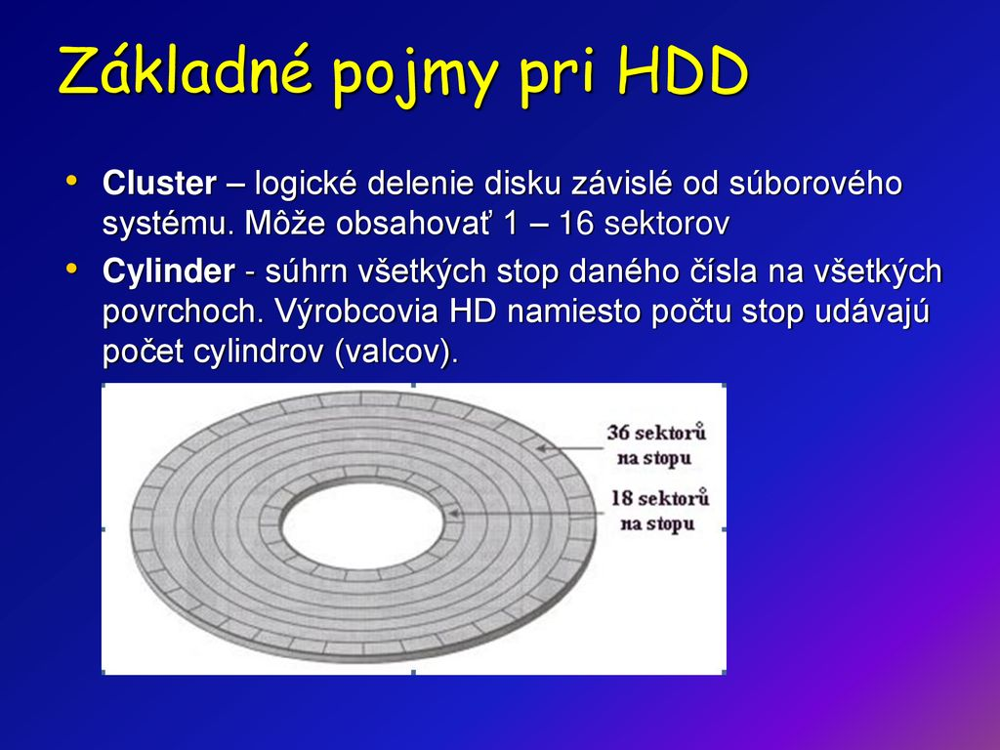 Základné pojmy pri HDD
• Cluster – logické delenie disku závislé od súborového
systému. Môže obsahovať 1 – 16 sektorov
• Cylinder - súhrn všetkých stop daného čísla na všetkých
povrchoch. Výrobcovia HD namiesto počtu stop udávajú
počet cylindrov (valcov).
36 sektorů
na stopu
18 sektorů
na stopu